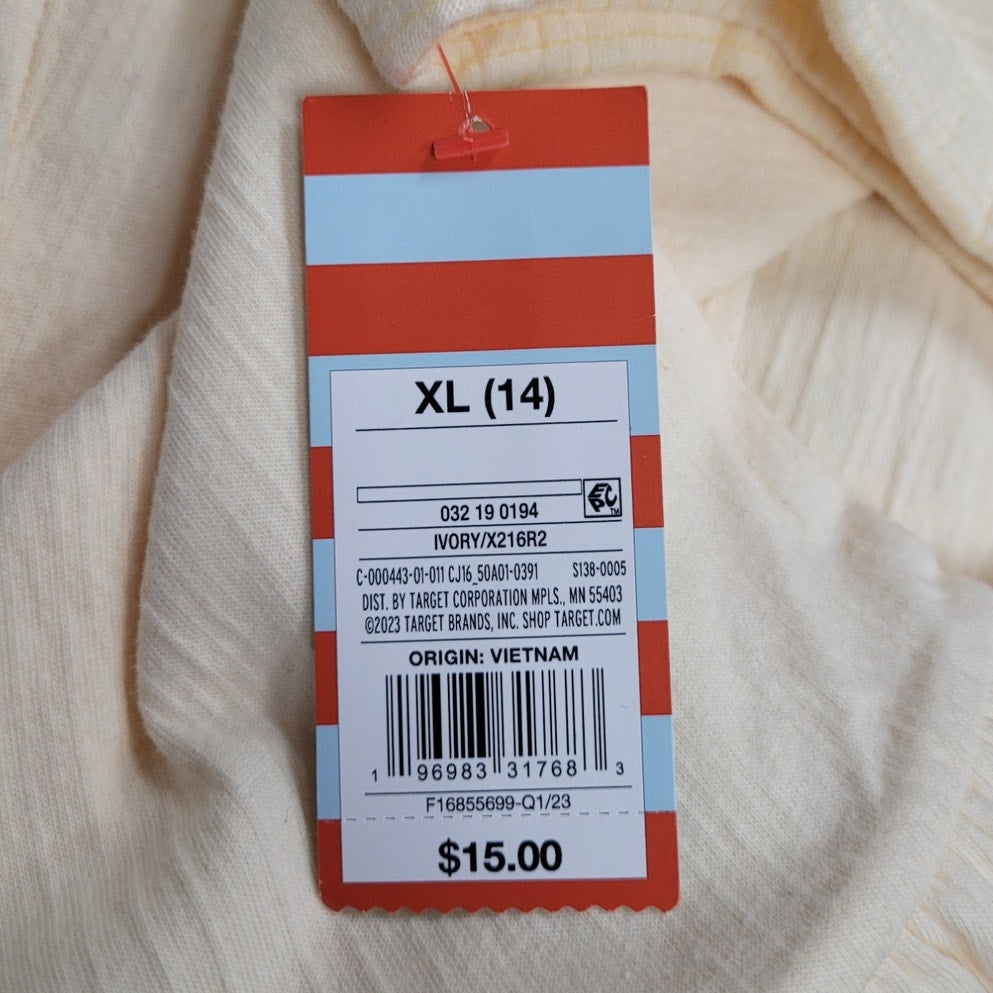 XL (14)
EPC
TM
032 19 0194
IVORY/X216R2
C-000443-01-011 CJ16_50A01-0391 S138-0005
DIST. BY TARGET CORPORATION MPLS., MN 55403
©2023 TARGET BRANDS, INC. SHOP TARGET.COM
ORIGIN: VIETNAM
1 96983 31768 3
F16855699-Q1/23
$15.00